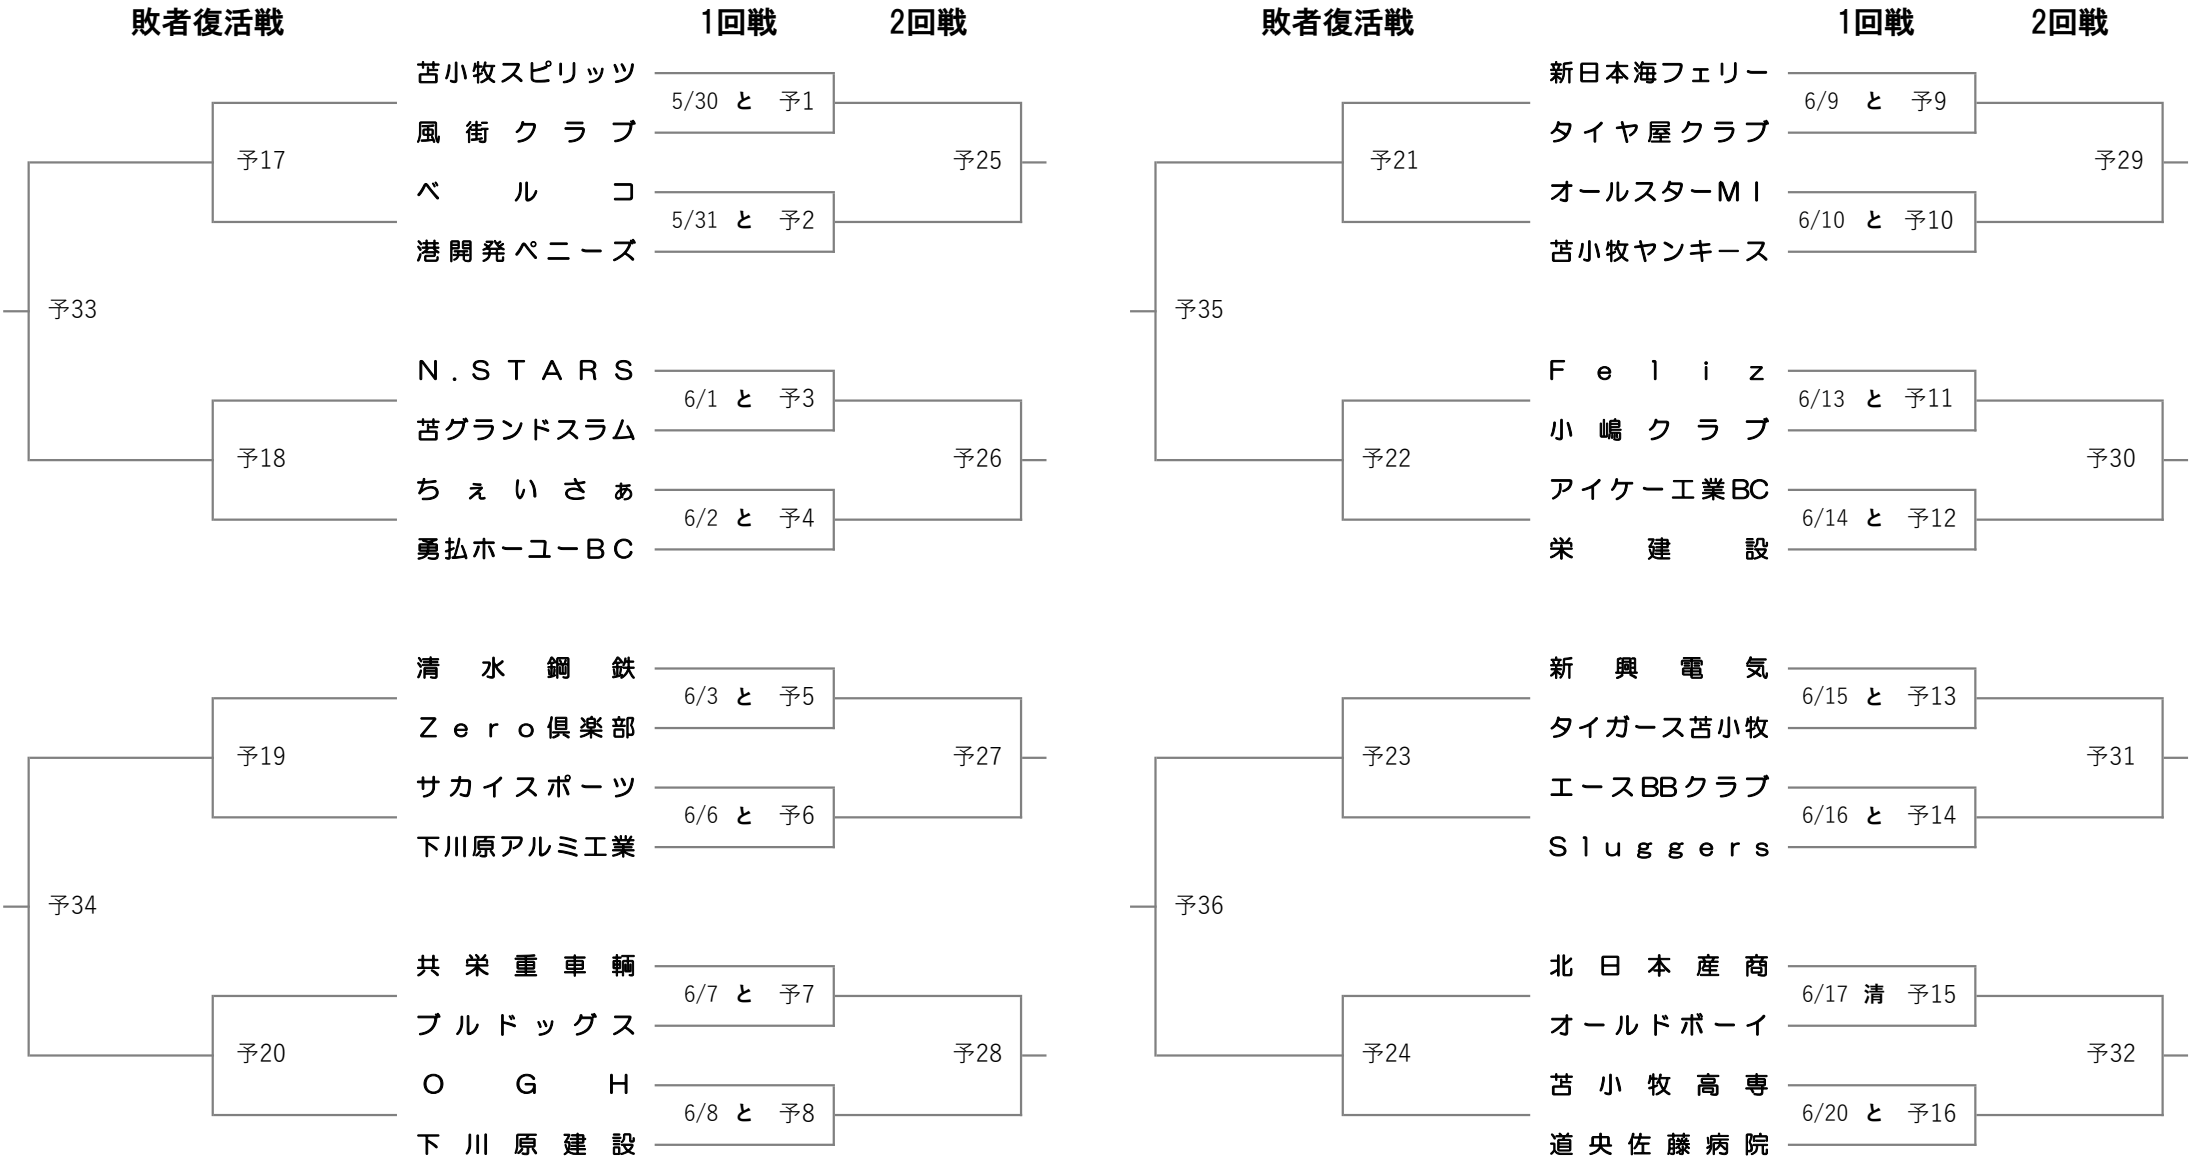 敗者復活戦 1回戦 2回戦
苫小牧スピリッツ
5/30 と 予1
風街クラブ
予17 予25
ベルコ
5/31 と 予2
港開発ペニーズ
予33
N.STARS
6/1 と 予3
苫グランドスラム
予18 予26
ちぇいさぁ
6/2 と 予4
勇払ホーユーBC
清水鋼鉄
6/3 と 予5
Zero倶楽部
予19 予27
サカイスポーツ
6/6 と 予6
下川原アルミ工業
予34
共栄重車輌
6/7 と 予7
ブルドッグス
予20 予28
OGH
6/8 と 予8
下川原建設
敗者復活戦 1回戦 2回戦
新日本海フェリー
6/9 と 予9
タイヤ屋クラブ
予21 予29
オールスターMI
6/10 と 予10
苫小牧ヤンキース
予35
Feliz
6/13 と 予11
小嶋クラブ
予22 予30
アイケー工業BC
6/14 と 予12
栄建設
新興電気
6/15 と 予13
タイガース苫小牧
予23 予31
エースBBクラブ
6/16 と 予14
Sluggers
予36
北日本産商
6/17 清 予15
オールドボーイ
予24 予32
苫小牧高専
6/20 と 予16
道央佐藤病院